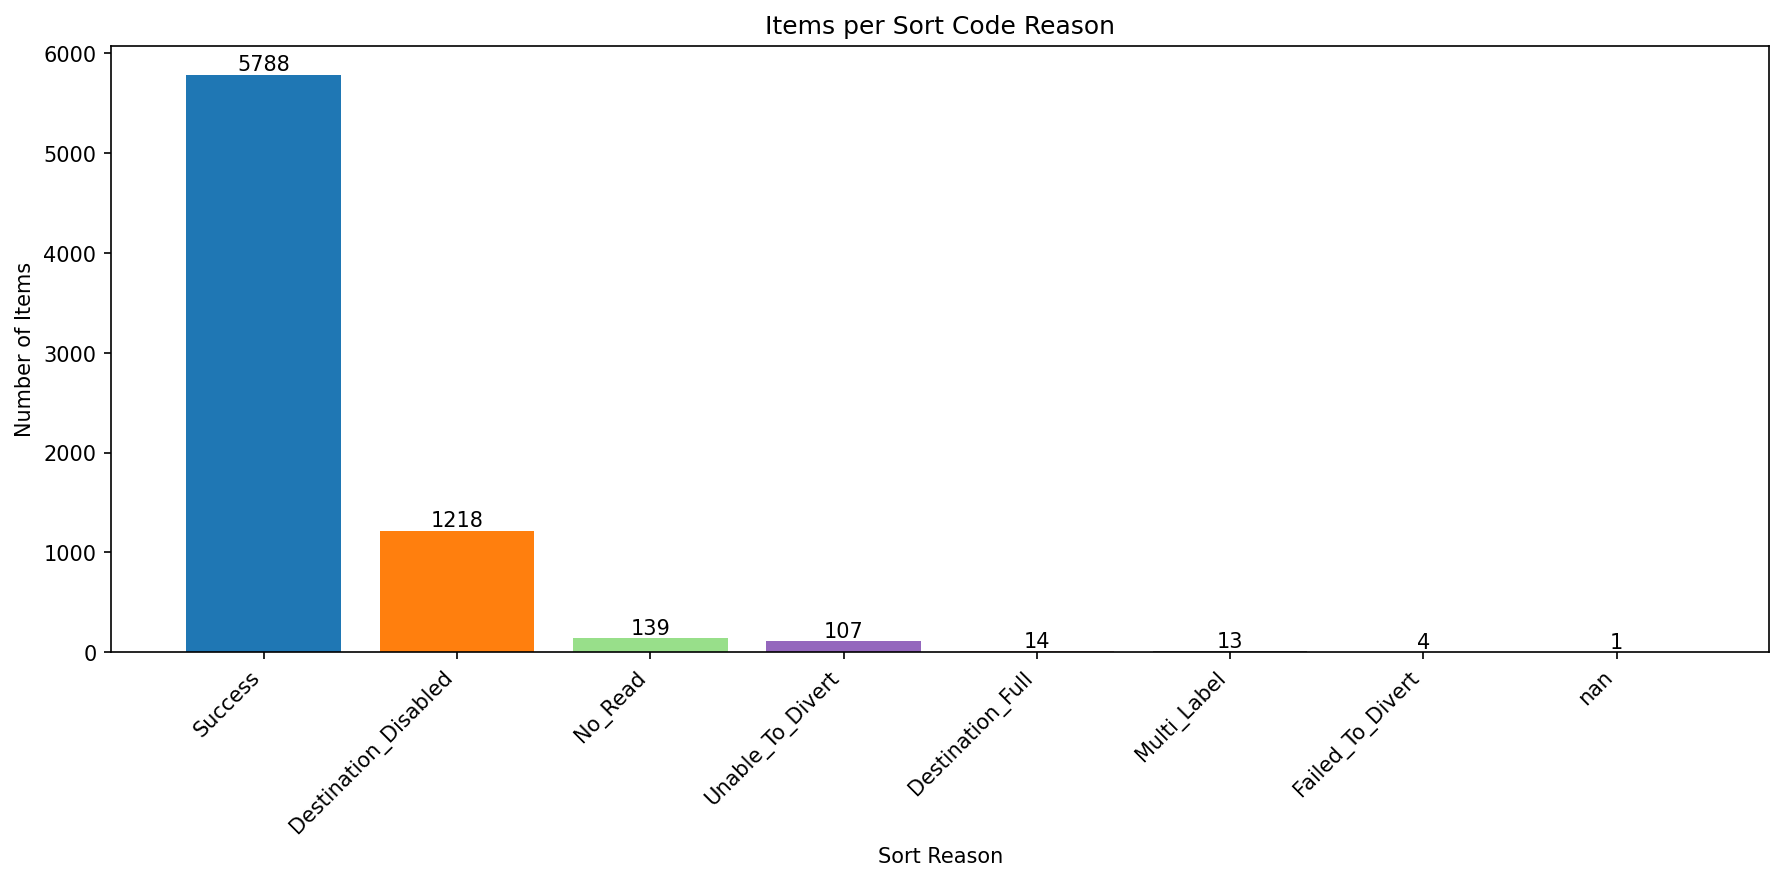 Items per Sort Code Reason
Number of Items
6000
5000
4000
3000
2000
1000
0
5788
1218
139
107
14
13
4
1
Success
Destination_Disabled
No_Read
Unable_To_Divert
Destination_Full
Multi_Label
Failed_To_Divert
nan
Sort Reason